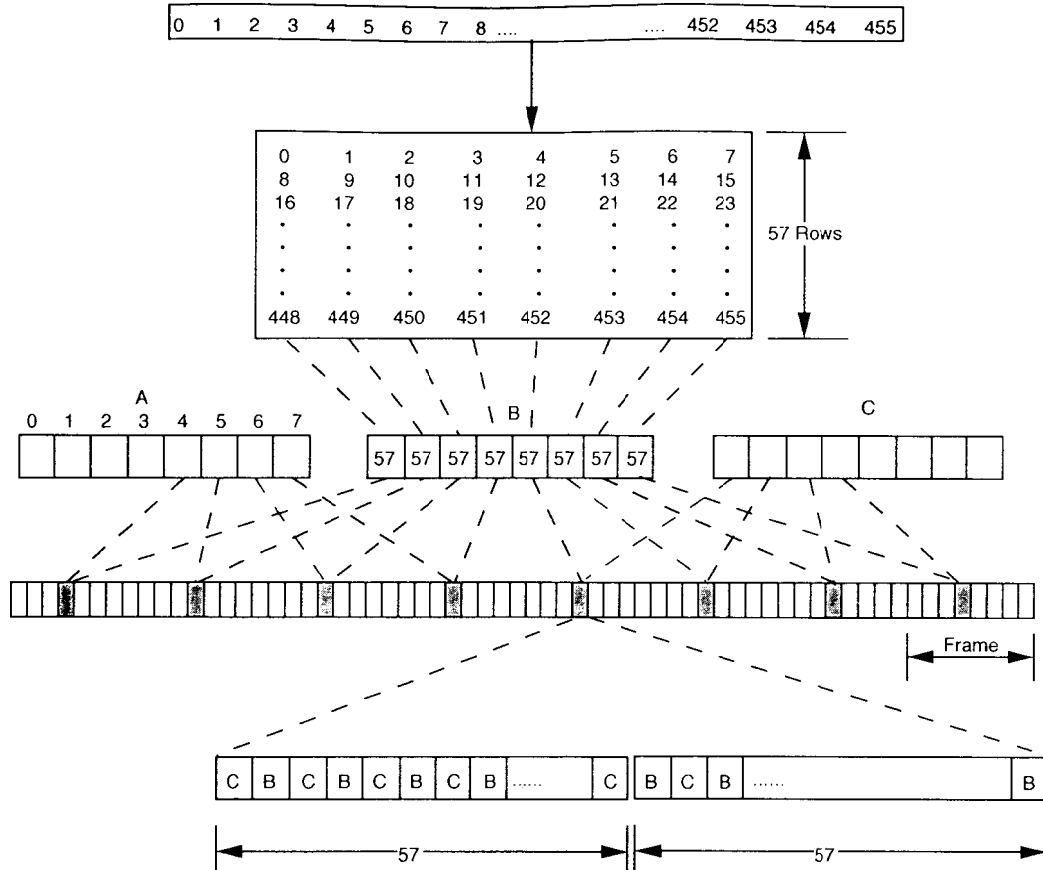 0 1 2 3 4 5 6 7 8 .... .... 452 453 454 455
0 1 2 3 4 5 6 7
8 9 10 11 12 13 14 15
16 17 18 19 20 21 22 23
57 Rows
448 449 450 451 452 453 454 455
A
B
C
0 1 2 3 4 5 6 7
57 57 57 57 57 57 57 57
Frame
C B C B C B C B ...... C B C B ...... B
57 57